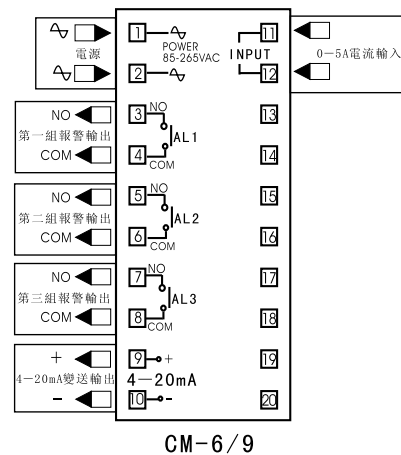 1 POWER 85-265VAC 11
電源 INPUT 0-5A電流輸入
2 12
NO 3 NO 13
第一組報警輸出 AL1
COM 4 COM 14
NO 5 NO 15
第二組報警輸出 AL2
COM 6 COM 16
NO 7 NO 17
第三組報警輸出 AL3
COM 8 COM 18
+ 9 + 19
4-20mA變送輸出 4-20mA
- 10 - 20
CM-6/9